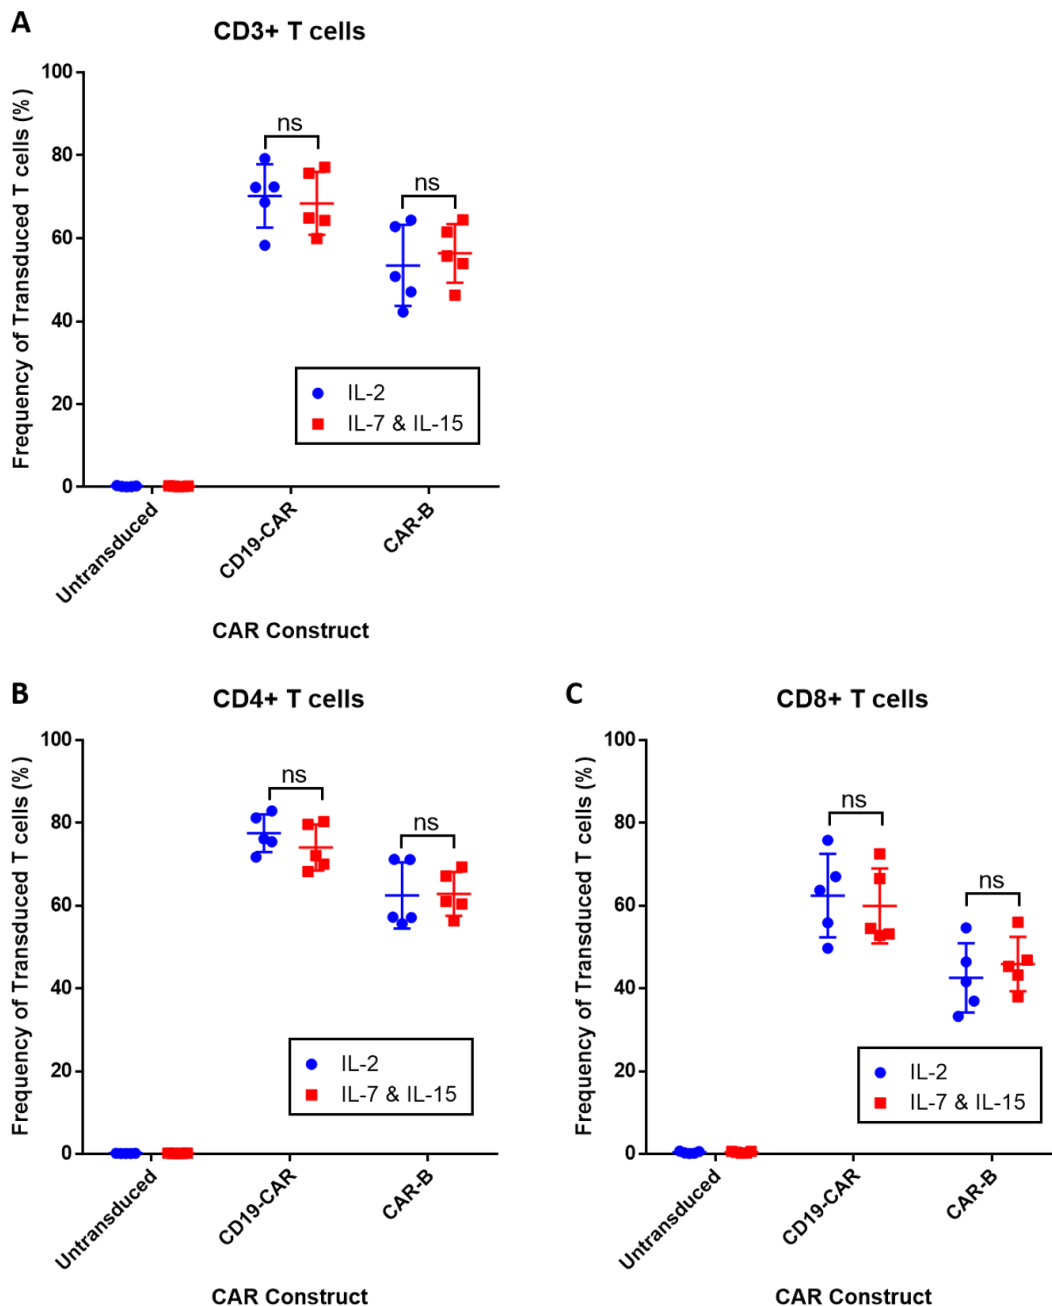 A
CD3+ T cells
Frequency of Transduced T cells (%)
100
80
60
40
20
0
ns
ns
IL-2
IL-7 & IL-15
Untransduced
CD19-CAR
CAR-B
CAR Construct
B
CD4+ T cells
Frequency of Transduced T cells (%)
100
80
60
40
20
0
ns
ns
IL-2
IL-7 & IL-15
Untransduced
CD19-CAR
CAR-B
CAR Construct
C
CD8+ T cells
Frequency of Transduced T cells (%)
100
80
60
40
20
0
ns
ns
IL-2
IL-7 & IL-15
Untransduced
CD19-CAR
CAR-B
CAR Construct